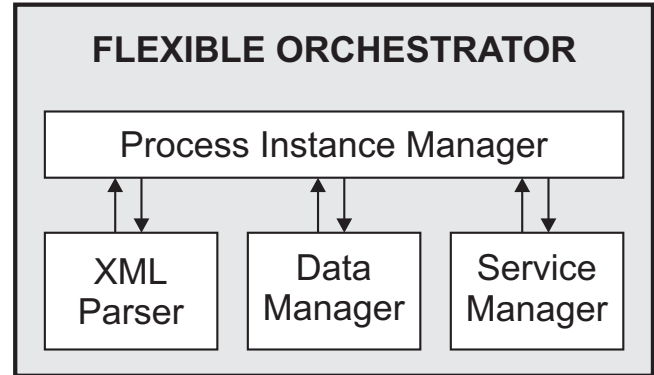 FLEXIBLE ORCHESTRATOR
Process Instance Manager
XML
Parser
Data
Manager
Service
Manager